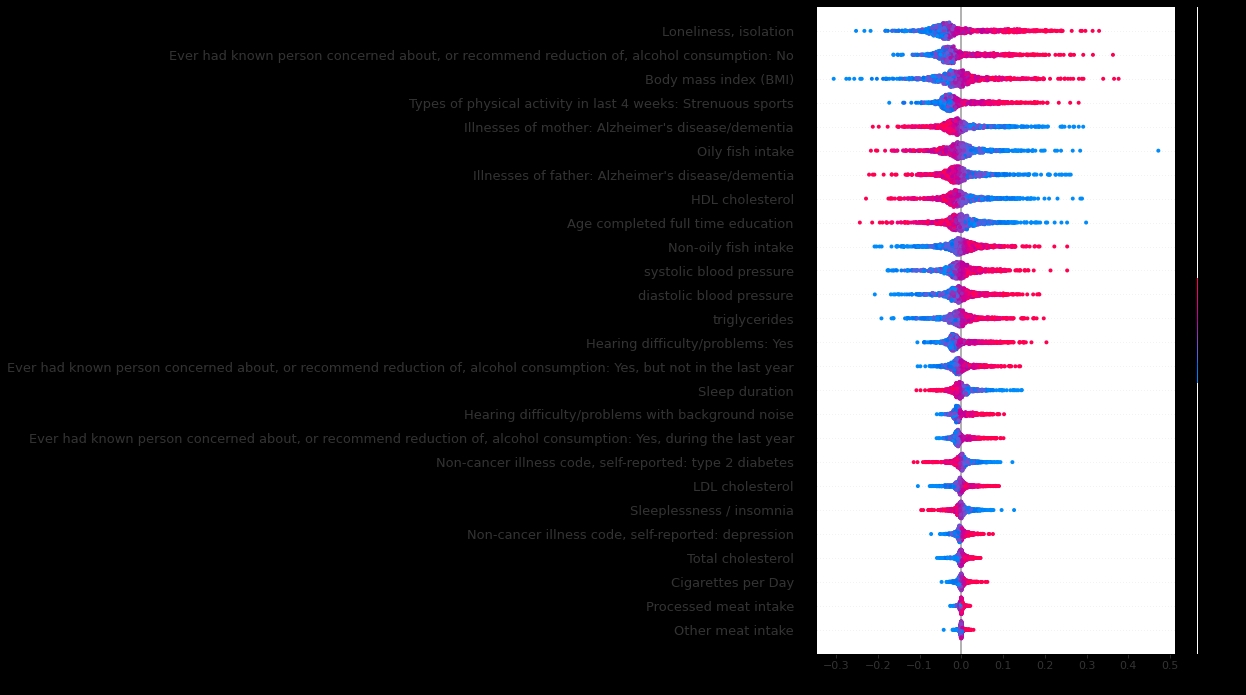 Loneliness, isolation
Ever had known person concerned about, or recommend reduction of, alcohol consumption: No
Body mass index (BMI)
Types of physical activity in last 4 weeks: Strenuous sports
Illnesses of mother: Alzheimer's disease/dementia
Oily fish intake
Illnesses of father: Alzheimer's disease/dementia
HDL cholesterol
Age completed full time education
Non-oily fish intake
systolic blood pressure
diastolic blood pressure
triglycerides
Hearing difficulty/problems: Yes
Ever had known person concerned about, or recommend reduction of, alcohol consumption: Yes, but not in the last year
Sleep duration
Hearing difficulty/problems with background noise
Ever had known person concerned about, or recommend reduction of, alcohol consumption: Yes, during the last year
Non-cancer illness code, self-reported: type 2 diabetes
LDL cholesterol
Sleeplessness / insomnia
Non-cancer illness code, self-reported: depression
Total cholesterol
Cigarettes per Day
Processed meat intake
Other meat intake
−0.3 −0.2 −0.1 0.0 0.1 0.2 0.3 0.4 0.5